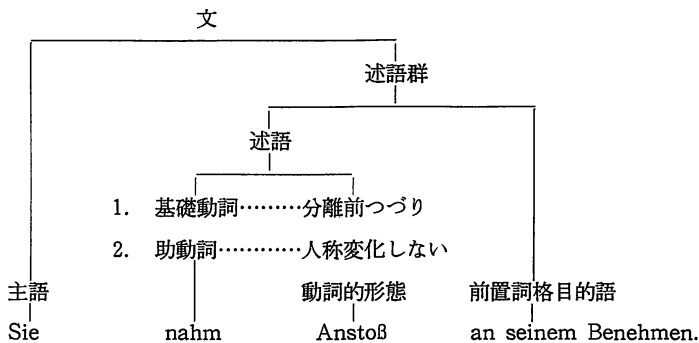 文
述語群
述語
1. 基礎動詞………分離前つづり
2. 助動詞…………人称変化しない
主語 動詞的形態 前置詞格目的語
Sie nahm Anstoß an seinem Benehmen.